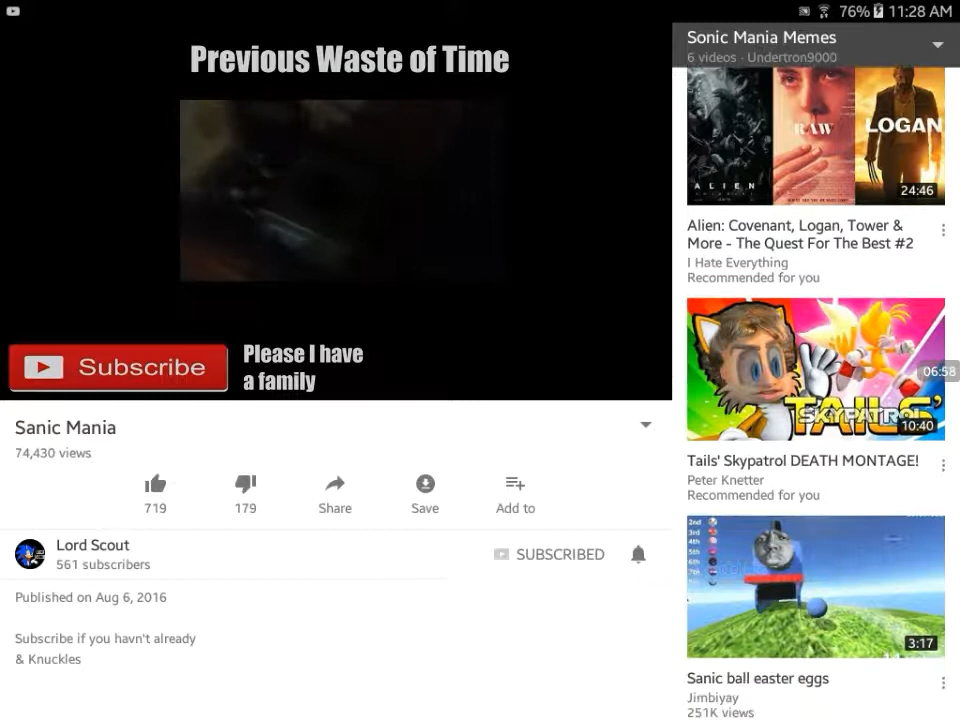 76% 11:28 AM
Previous Waste of Time
Subscribe
Please I have
a family
Sanic Mania
74,430 views
719
179
Share
Save
Add to
Lord Scout
561 subscribers
SUBSCRIBED
Published on Aug 6, 2016
Subscribe if you havn't already
& Knuckles
Sonic Mania Memes
6 videos · Undertron9000
ALIEN
RAW
LOGAN
24:46
Alien: Covenant, Logan, Tower &
More - The Quest For The Best #2
I Hate Everything
Recommended for you
TAILS'
SKYPATROL
06:58
10:40
Tails' Skypatrol DEATH MONTAGE!
Peter Knetter
Recommended for you
2nd
3rd
4th
5th
6th
7th
3:17
Sanic ball easter eggs
Jimbiyay
251K views